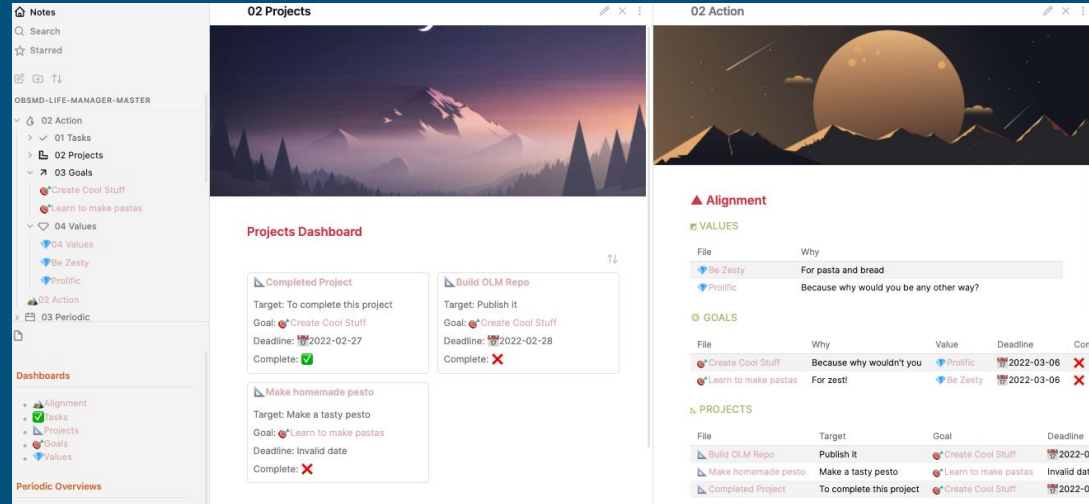 Notes
Search
Starred
OBSMD-LIFE-MANAGER-MASTER
02 Action
01 Tasks
02 Projects
03 Goals
Create Cool Stuff
Learn to make pastas
04 Values
04 Values
Be Zesty
Prolific
02 Action
03 Periodic
Dashboards
Alignment
Tasks
Projects
Goals
Values
Periodic Overviews
02 Projects
Projects Dashboard
Completed Project
Target: To complete this project
Goal: Create Cool Stuff
Deadline: 2022-02-27
Complete:
Build OLM Repo
Target: Publish it
Goal: Create Cool Stuff
Deadline: 2022-02-28
Complete:
Make homemade pesto
Target: Make a tasty pesto
Goal: Learn to make pastas
Deadline: Invalid date
Complete:
02 Action
Alignment
VALUES
File Why
Be Zesty For pasta and bread
Prolific Because why would you be any other way?
GOALS
File Why Value Deadline Con
Create Cool Stuff Because why wouldn't you Prolific 2022-03-06
Learn to make pastas For zest! Be Zesty 2022-03-06
PROJECTS
File Target Goal Deadline
Build OLM Repo Publish it Create Cool Stuff 2022-0
Make homemade pesto Make a tasty pesto Learn to make pastas Invalid dat
Completed Project To complete this project Create Cool Stuff 2022-0